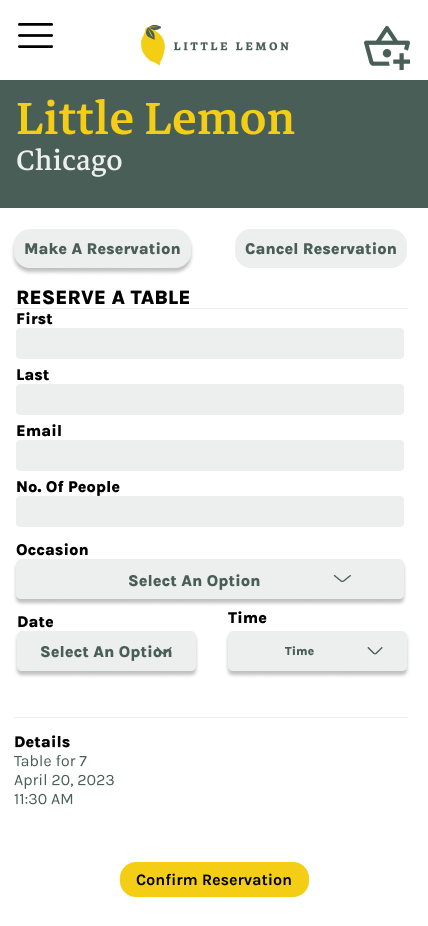 LITTLE LEMON
Little Lemon
Chicago
Make A Reservation
Cancel Reservation
RESERVE A TABLE
First
Last
Email
No. Of People
Occasion
Select An Option
Date
Time
Select An Option
Time
Details
Table for 7
April 20, 2023
11:30 AM
Confirm Reservation